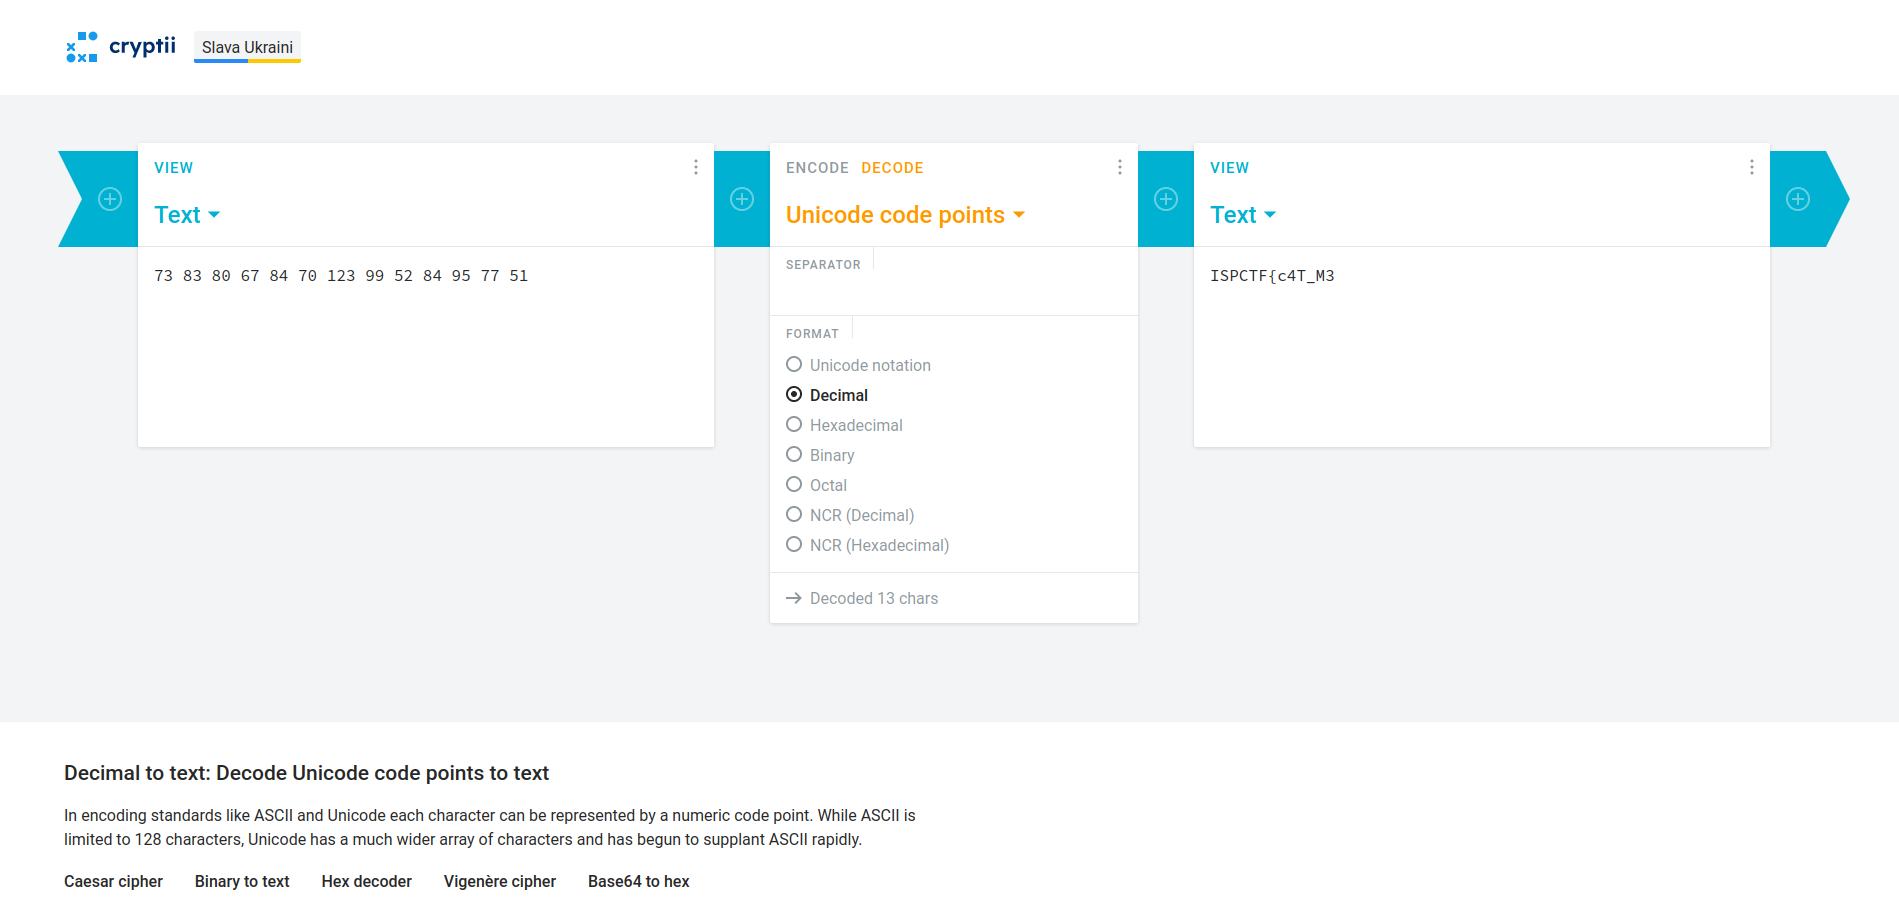 cryptii
Slava Ukraini
VIEW
Text
73 83 80 67 84 70 123 99 52 84 95 77 51
ENCODE DECODE
Unicode code points
SEPARATOR
FORMAT
Unicode notation
Decimal
Hexadecimal
Binary
Octal
NCR (Decimal)
NCR (Hexadecimal)
Decoded 13 chars
VIEW
Text
ISPCTF{c4T_M3
Decimal to text: Decode Unicode code points to text
In encoding standards like ASCII and Unicode each character can be represented by a numeric code point. While ASCII is
limited to 128 characters, Unicode has a much wider array of characters and has begun to supplant ASCII rapidly.
Caesar cipher Binary to text Hex decoder Vigenère cipher Base64 to hex